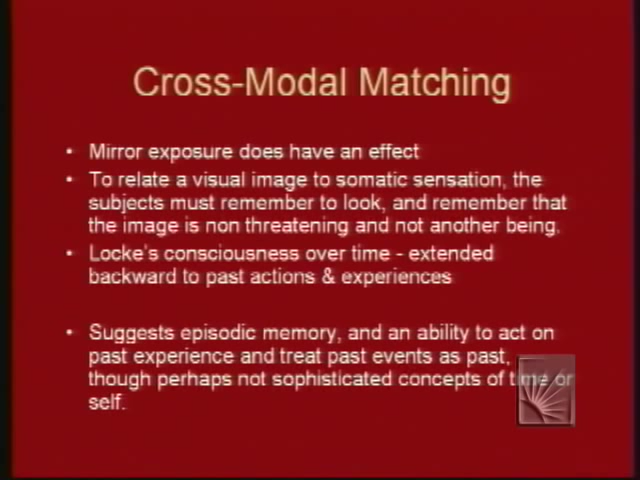 Cross-Modal Matching
• Mirror exposure does have an effect
• To relate a visual image to somatic sensation, the
subjects must remember to look, and remember that
the image is non threatening and not another being.
• Locke's consciousness over time - extended
backward to past actions & experiences
• Suggests episodic memory, and an ability to act on
past experience and treat past events as past,
though perhaps not sophisticated concepts of time or
self.